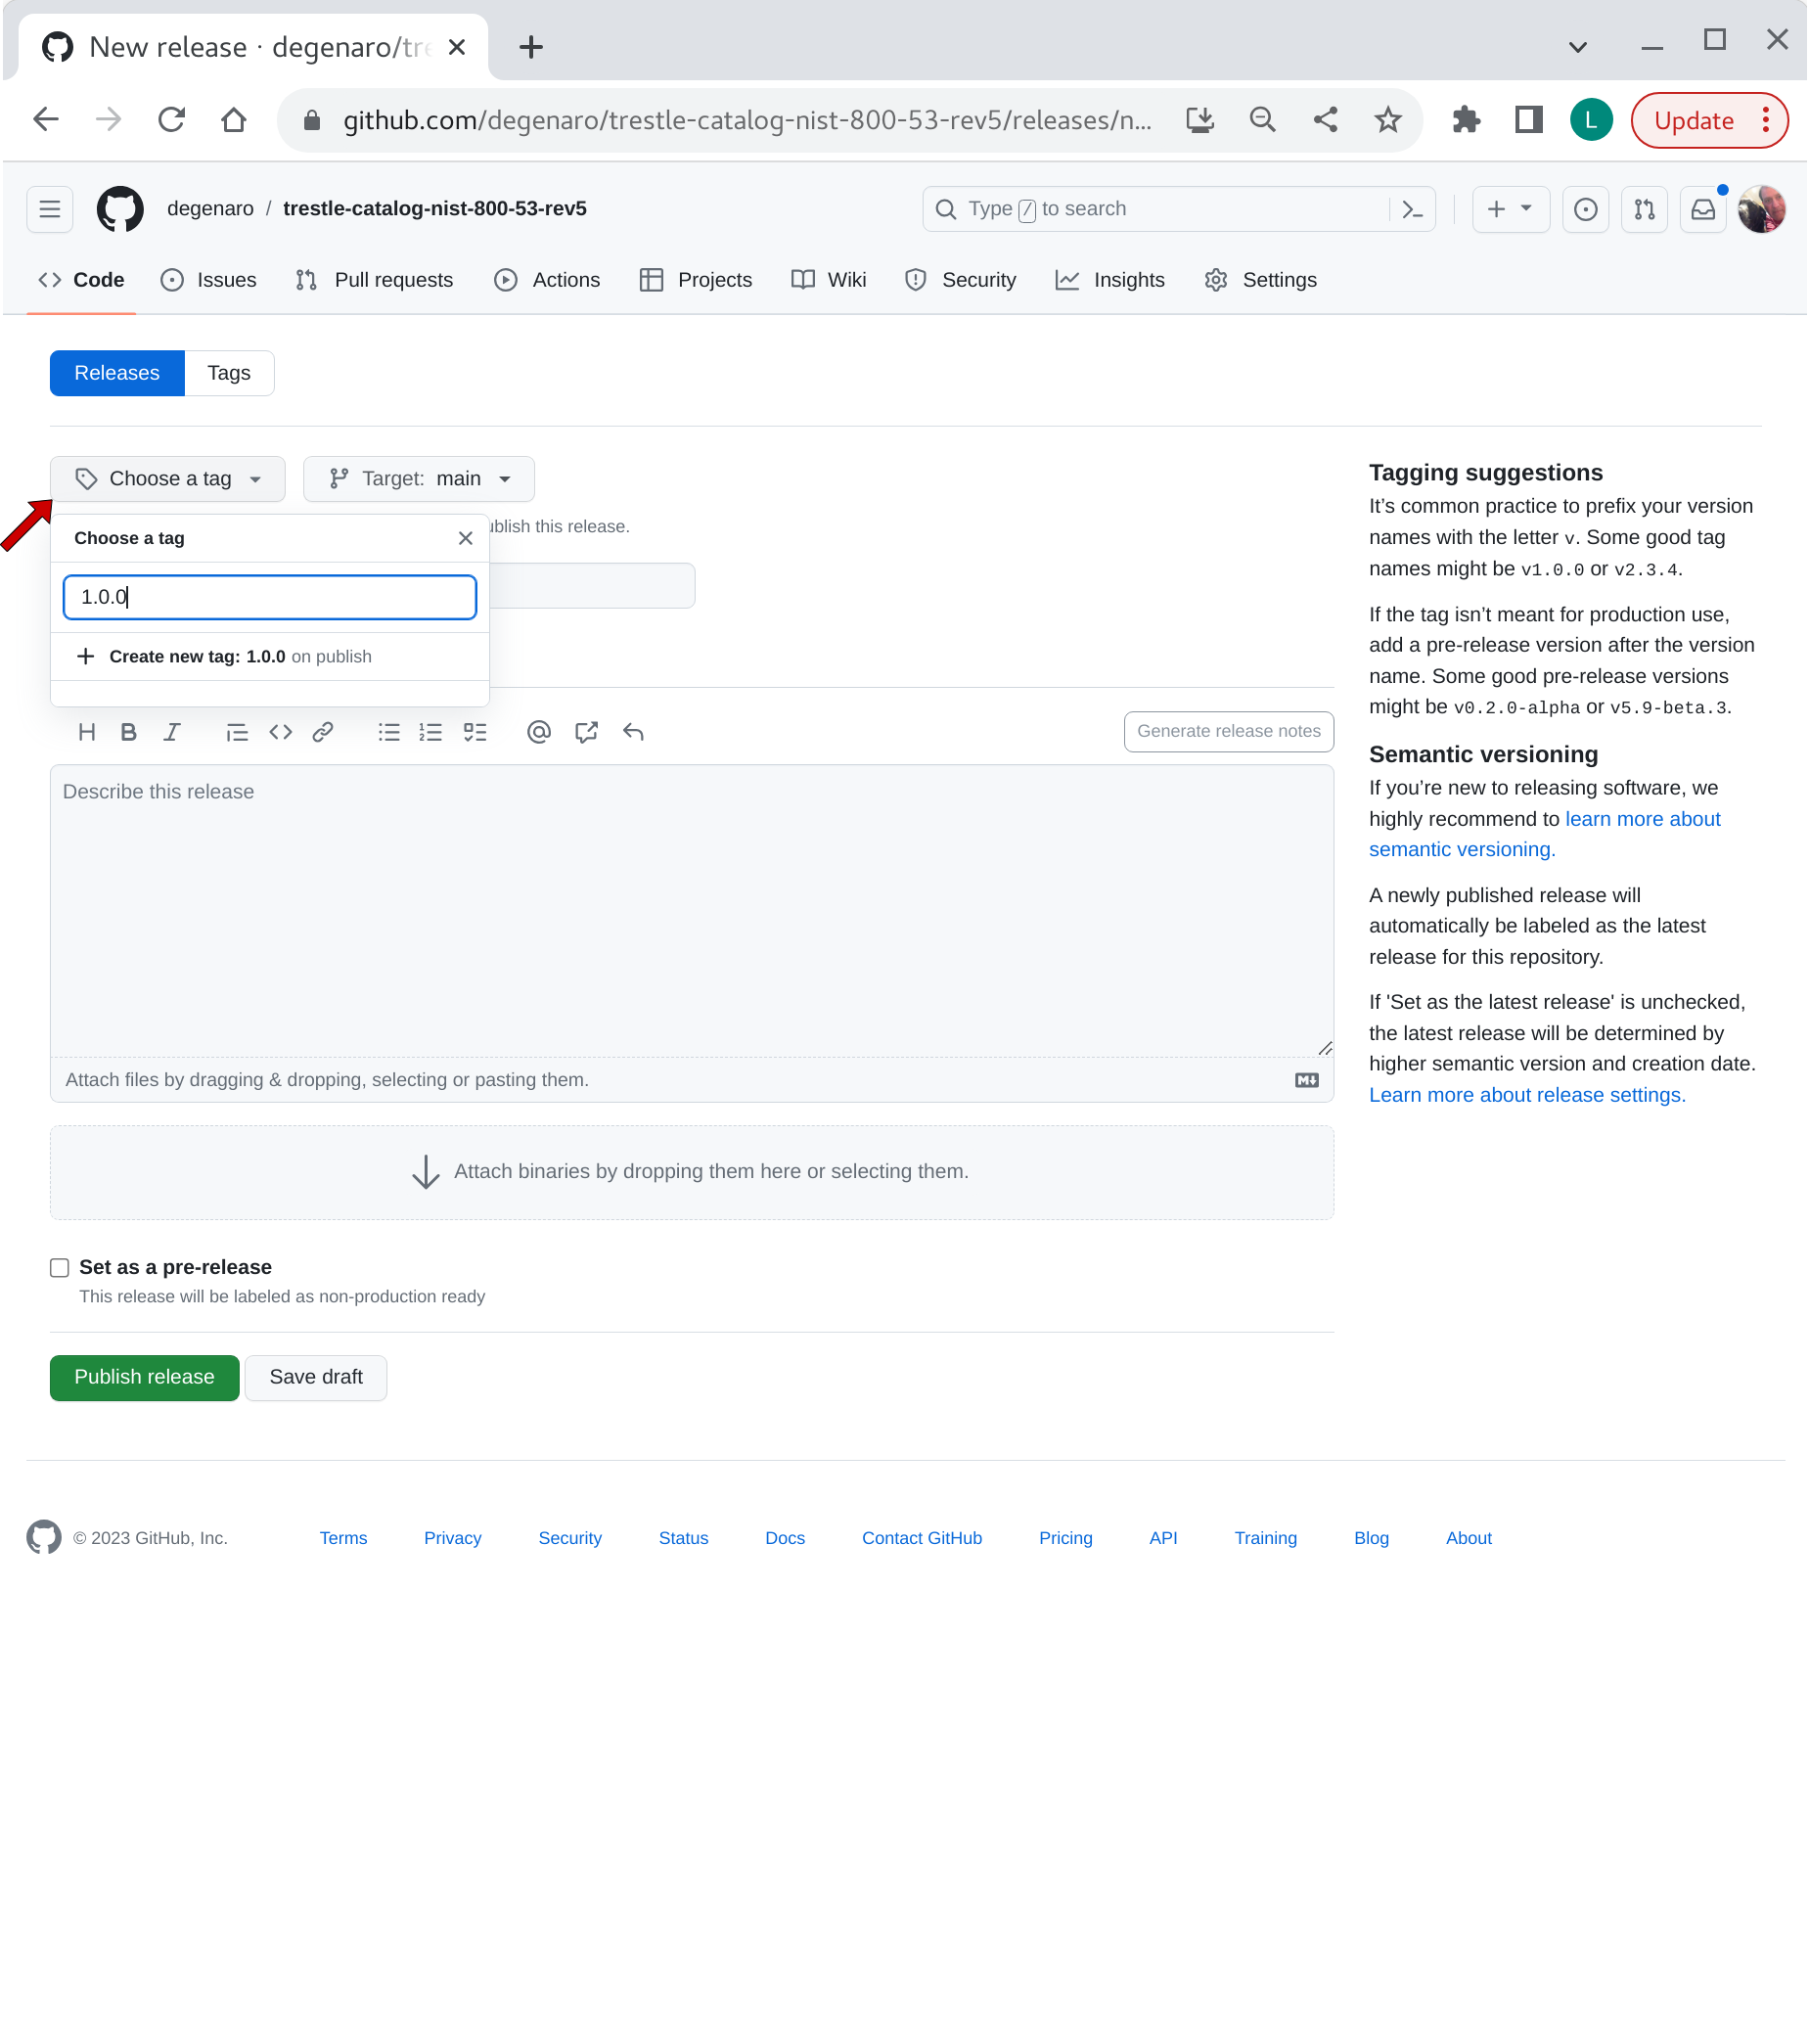 New release · degenaro/tre
github.com/degenaro/trestle-catalog-nist-800-53-rev5/releases/n...
L
Update
degenaro / trestle-catalog-nist-800-53-rev5
Type / to search
Code
Issues
Pull requests
Actions
Projects
Wiki
Security
Insights
Settings
Releases
Tags
Choose a tag
Target: main
ublish this release.
Choose a tag
1.0.0
Create new tag: 1.0.0 on publish
H B I
Generate release notes
Describe this release
Attach files by dragging & dropping, selecting or pasting them.
Attach binaries by dropping them here or selecting them.
Set as a pre-release
This release will be labeled as non-production ready
Publish release
Save draft
Tagging suggestions
It’s common practice to prefix your version
names with the letter v. Some good tag
names might be v1.0.0 or v2.3.4.
If the tag isn’t meant for production use,
add a pre-release version after the version
name. Some good pre-release versions
might be v0.2.0-alpha or v5.9-beta.3.
Semantic versioning
If you’re new to releasing software, we
highly recommend to learn more about
semantic versioning.
A newly published release will
automatically be labeled as the latest
release for this repository.
If 'Set as the latest release' is unchecked,
the latest release will be determined by
higher semantic version and creation date.
Learn more about release settings.
© 2023 GitHub, Inc.
Terms
Privacy
Security
Status
Docs
Contact GitHub
Pricing
API
Training
Blog
About